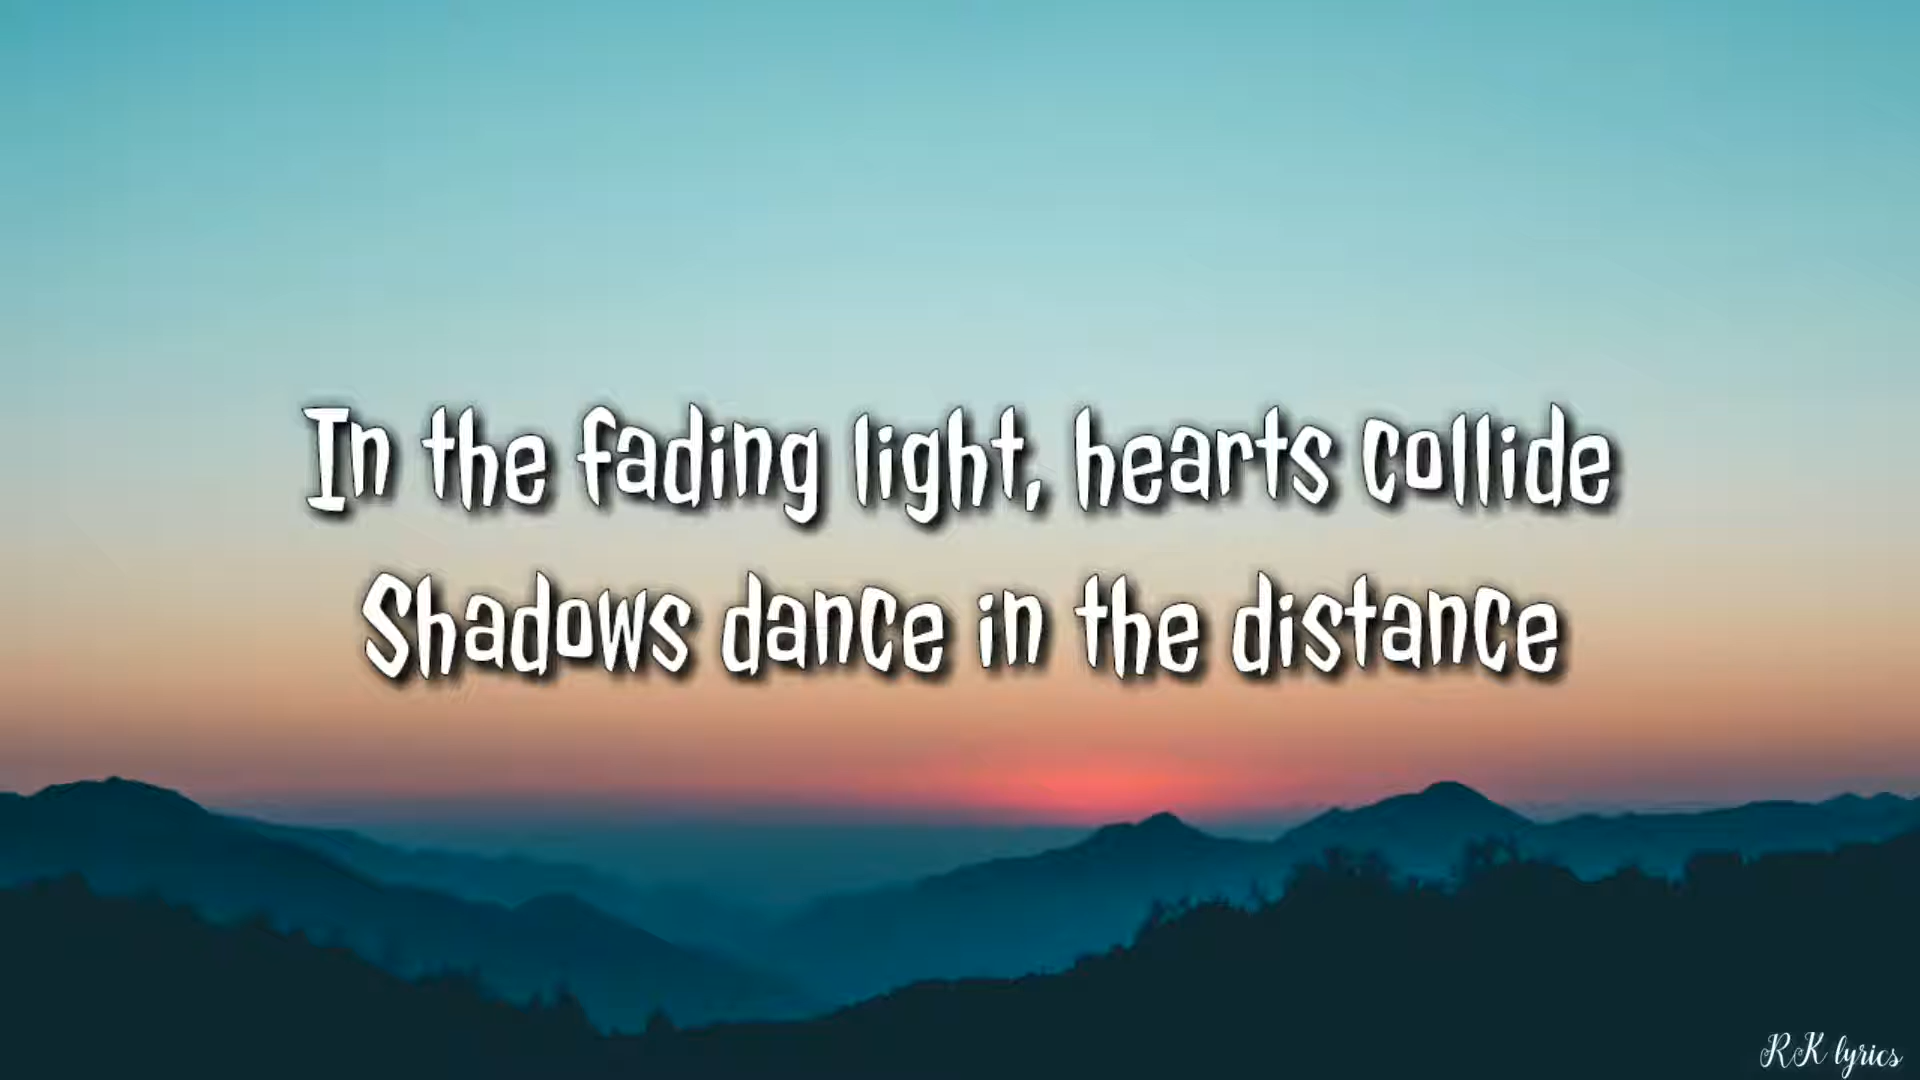 In the fading light, hearts collide
Shadows dance in the distance
RK lyrics